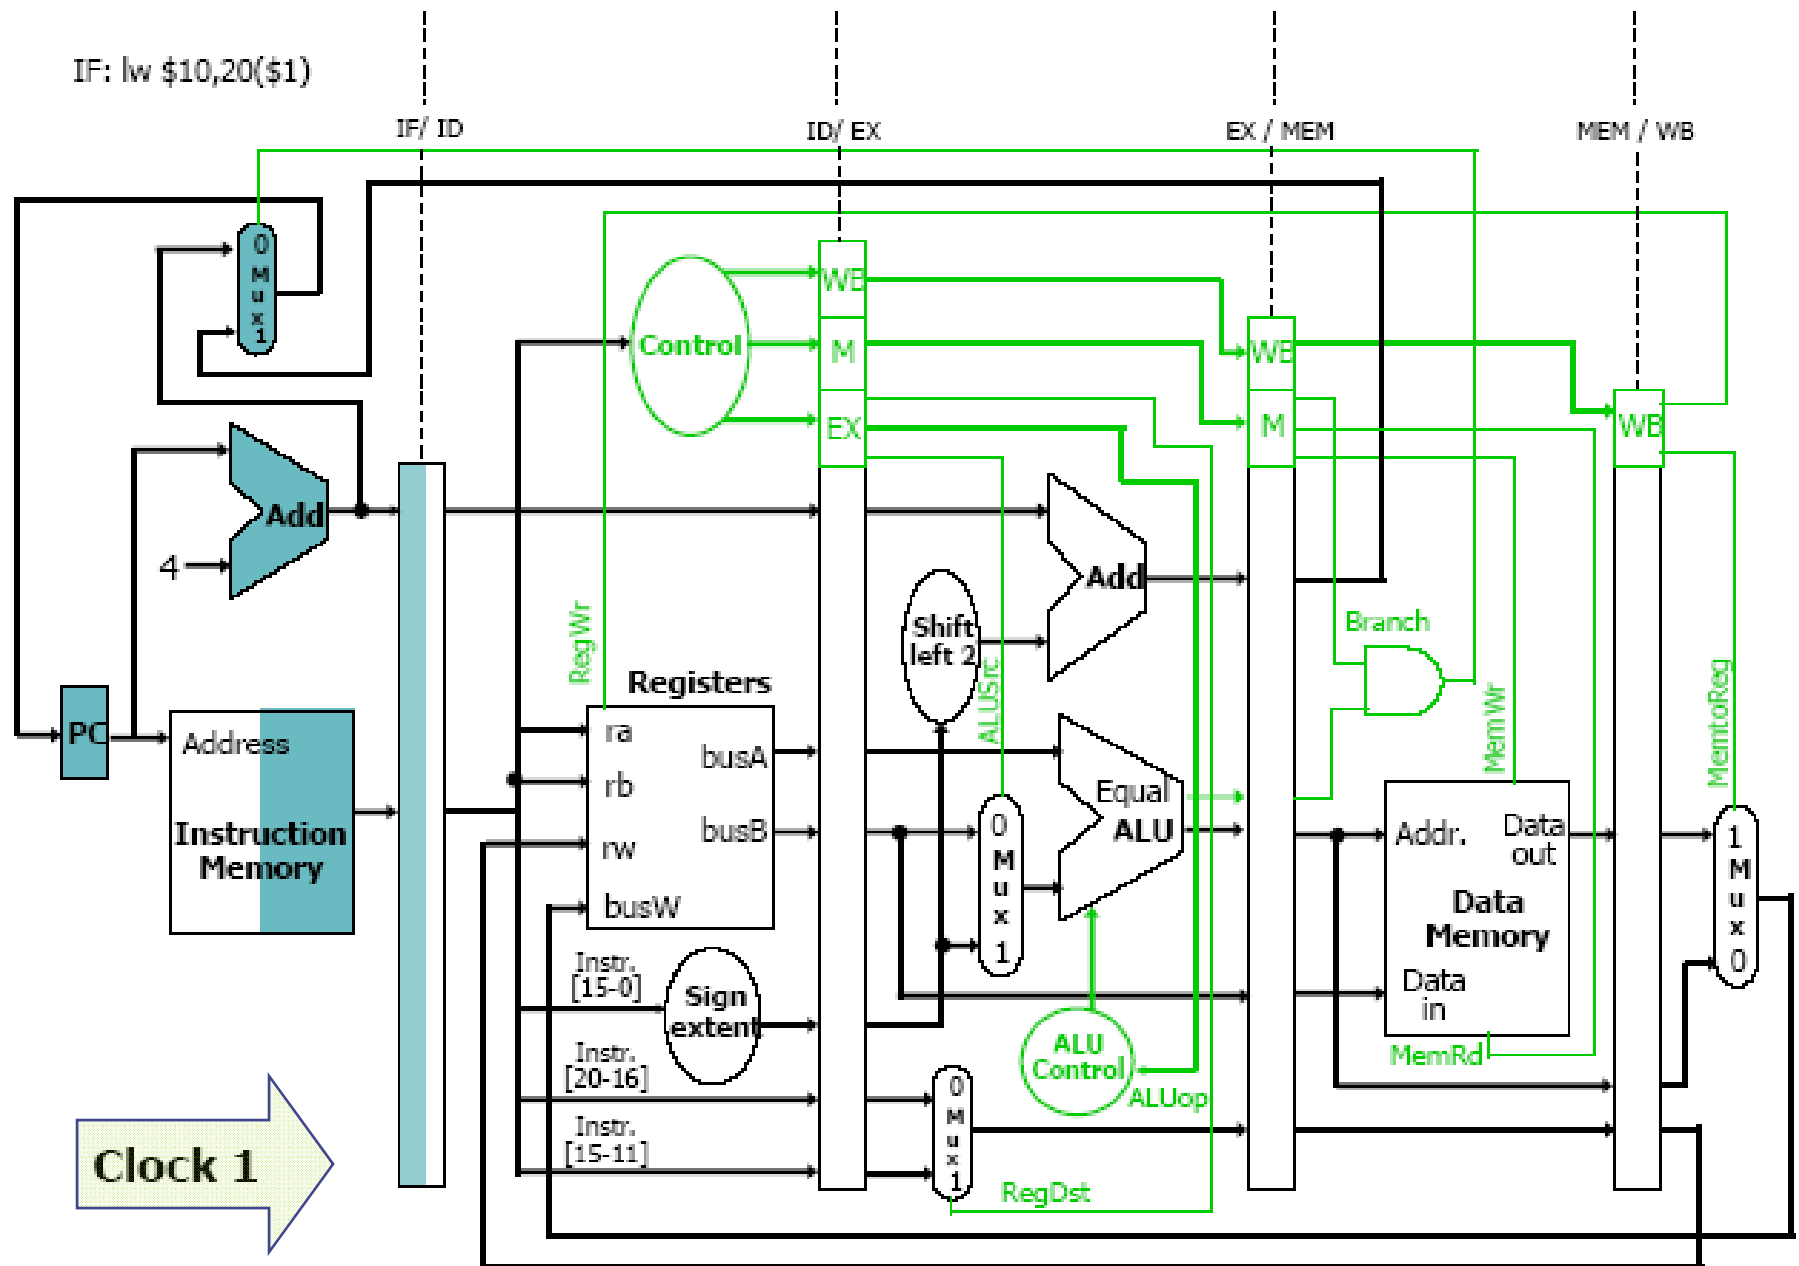 IF: lw $10,20($1)
IF/ ID
ID/ EX
EX / MEM
MEM / WB
0
M
u
x
1
Control
WB
M
EX
WB
M
WB
Add
4
Add
Shift
left 2
Branch
RegWr
ALUSrc
MemWr
MemtoReg
PC
Address
Instruction
Memory
Registers
ra
rb
rw
busW
busA
busB
0
M
u
x
1
Equal
ALU
Addr.
Data
out
Data
Memory
Data
in
MemRd
1
M
u
x
0
Instr.
[15-0]
Sign
extent
Instr.
[20-16]
Instr.
[15-11]
ALU
Control
ALUop
0
M
u
x
1
RegDst
Clock 1